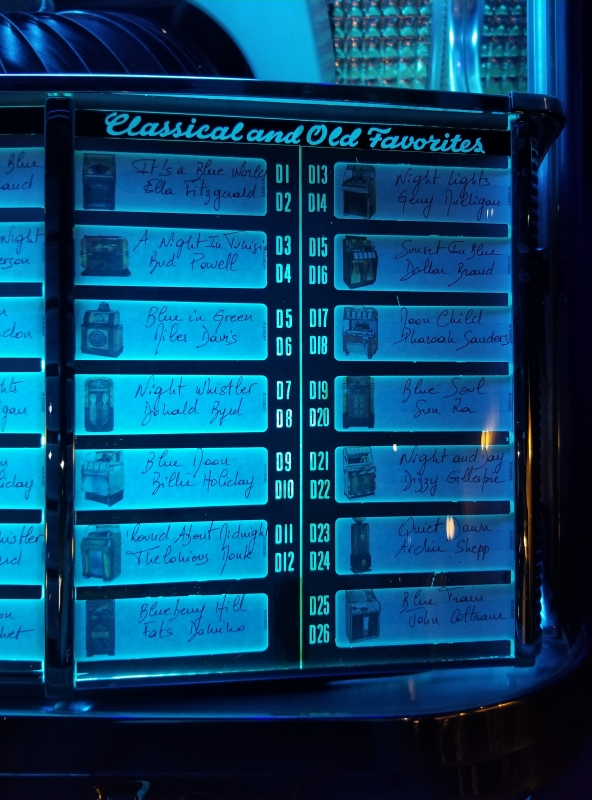 Classical and Old Favorites
It Is a Blue World
Ella Fitzgerald
D1
D2
A Night In Tunisia
Bud Powell
D3
D4
Blue in Green
Miles Davis
D5
D6
Night Whistler
Donald Byrd
D7
D8
Blue Moon
Billie Holiday
D9
D10
'Round About Midnight
Thelonious Monk
D11
D12
Blueberry Hill
Fats Domino
D13
D14
Night Lights
Gerry Mulligan
D15
D16
Sunset In Blue
Dollar Brand
D17
D18
Moon Child
Pharoah Sanders
D19
D20
Blue Soul
Sun Ra
D21
D22
Night and Day
Dizzy Gillespie
D23
D24
Quiet Dawn
Archie Shepp
D25
D26
Blue Train
John Coltrane
Blue
Night